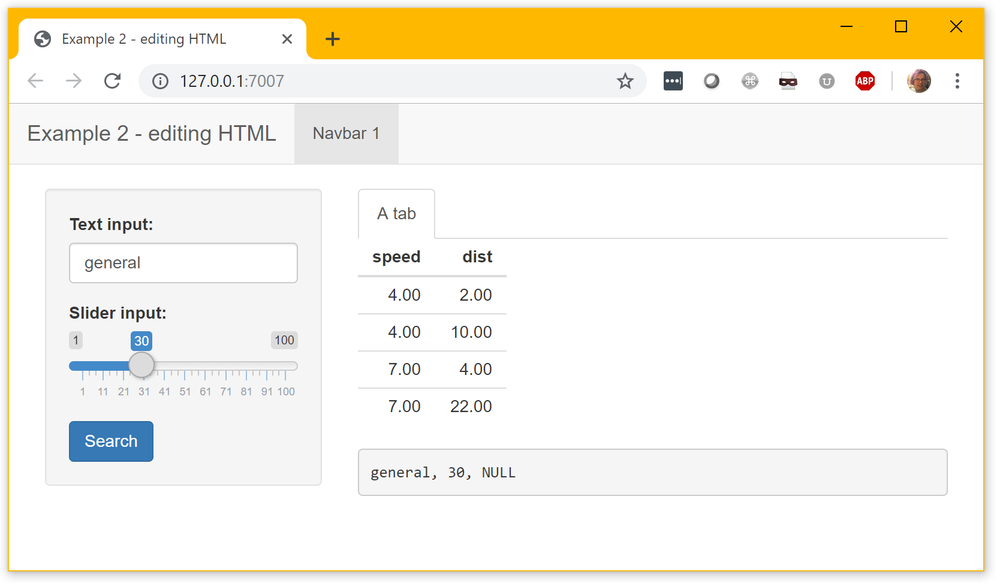 Example 2 - editing HTML
127.0.0.1:7007
ABP
Example 2 - editing HTML Navbar 1
Text input:
general
Slider input:
1 30 100
1 11 21 31 41 51 61 71 81 91 100
Search
A tab
speed dist
4.00 2.00
4.00 10.00
7.00 4.00
7.00 22.00
general, 30, NULL